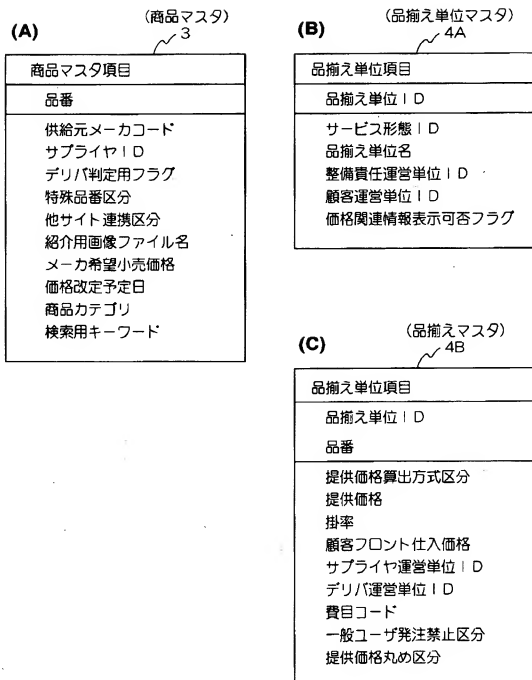 (A)
(商品マスタ)
3
商品マスタ項目
品番
供給元メーカコード
サプライヤID
デリバ判定用フラグ
特殊品番区分
他サイト連携区分
紹介用画像ファイル名
メーカ希望小売価格
価格改定予定日
商品カテゴリ
検索用キーワード
(B)
(品揃え単位マスタ)
4A
品揃え単位項目
品揃え単位ID
サービス形態ID
品揃え単位名
整備責任運営単位ID
顧客運営単位ID
価格関連情報表示可否フラグ
(C)
(品揃えマスタ)
4B
品揃え単位項目
品揃え単位ID
品番
提供価格算出方式区分
提供価格
掛率
顧客フロント仕入価格
サプライヤ運営単位ID
デリバ運営単位ID
費目コード
一般ユーザ発注禁止区分
提供価格丸め区分